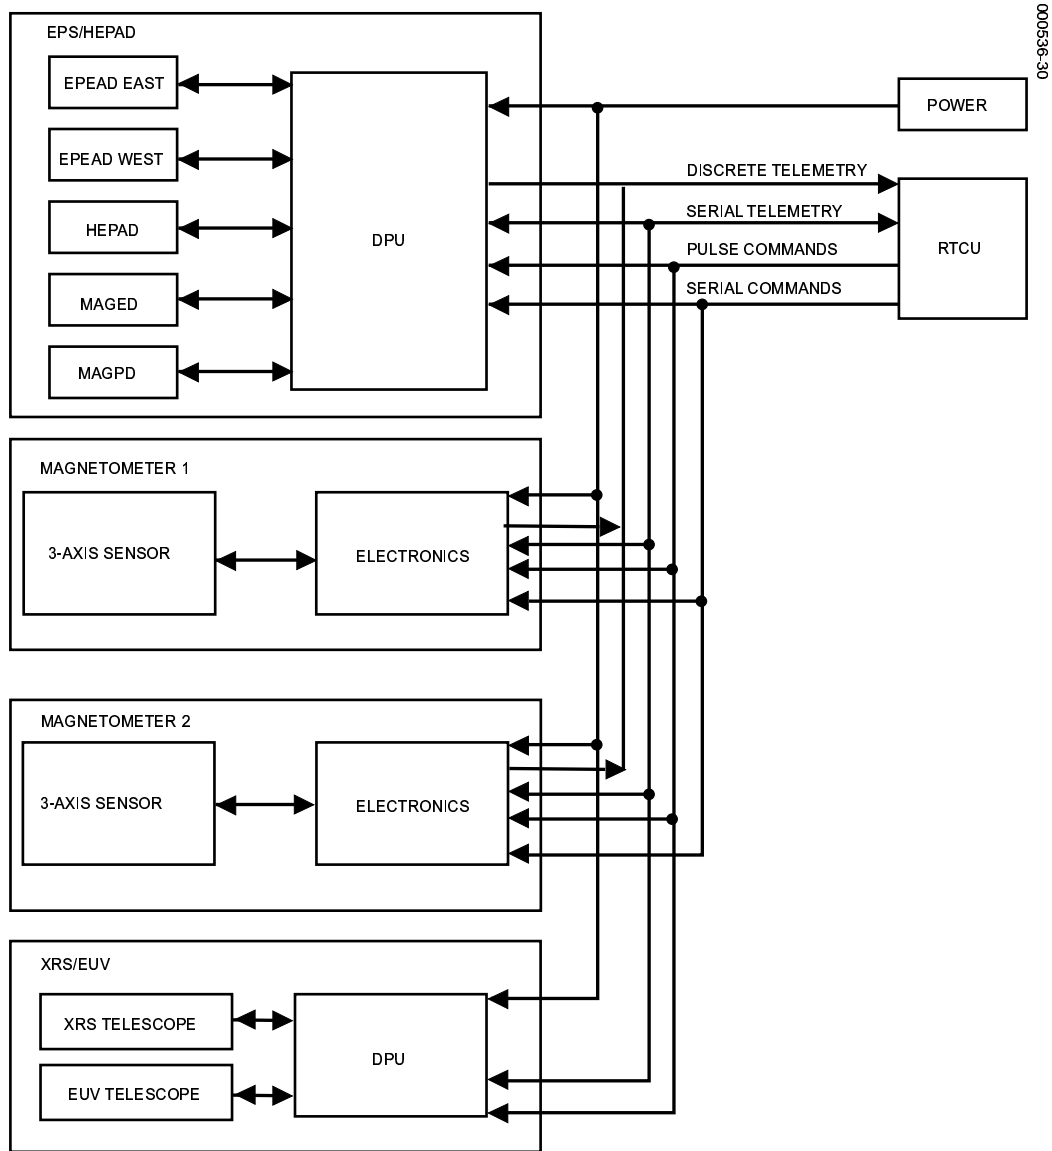 000536-30
EPS/HEPAD
EPEAD EAST
EPEAD WEST
HEPAD
MAGED
MAGPD
DPU
POWER
DISCRETE TELEMETRY
SERIAL TELEMETRY
PULSE COMMANDS
SERIAL COMMANDS
RTCU
MAGNETOMETER 1
3-AXIS SENSOR
ELECTRONICS
MAGNETOMETER 2
3-AXIS SENSOR
ELECTRONICS
XRS/EUV
XRS TELESCOPE
EUV TELESCOPE
DPU